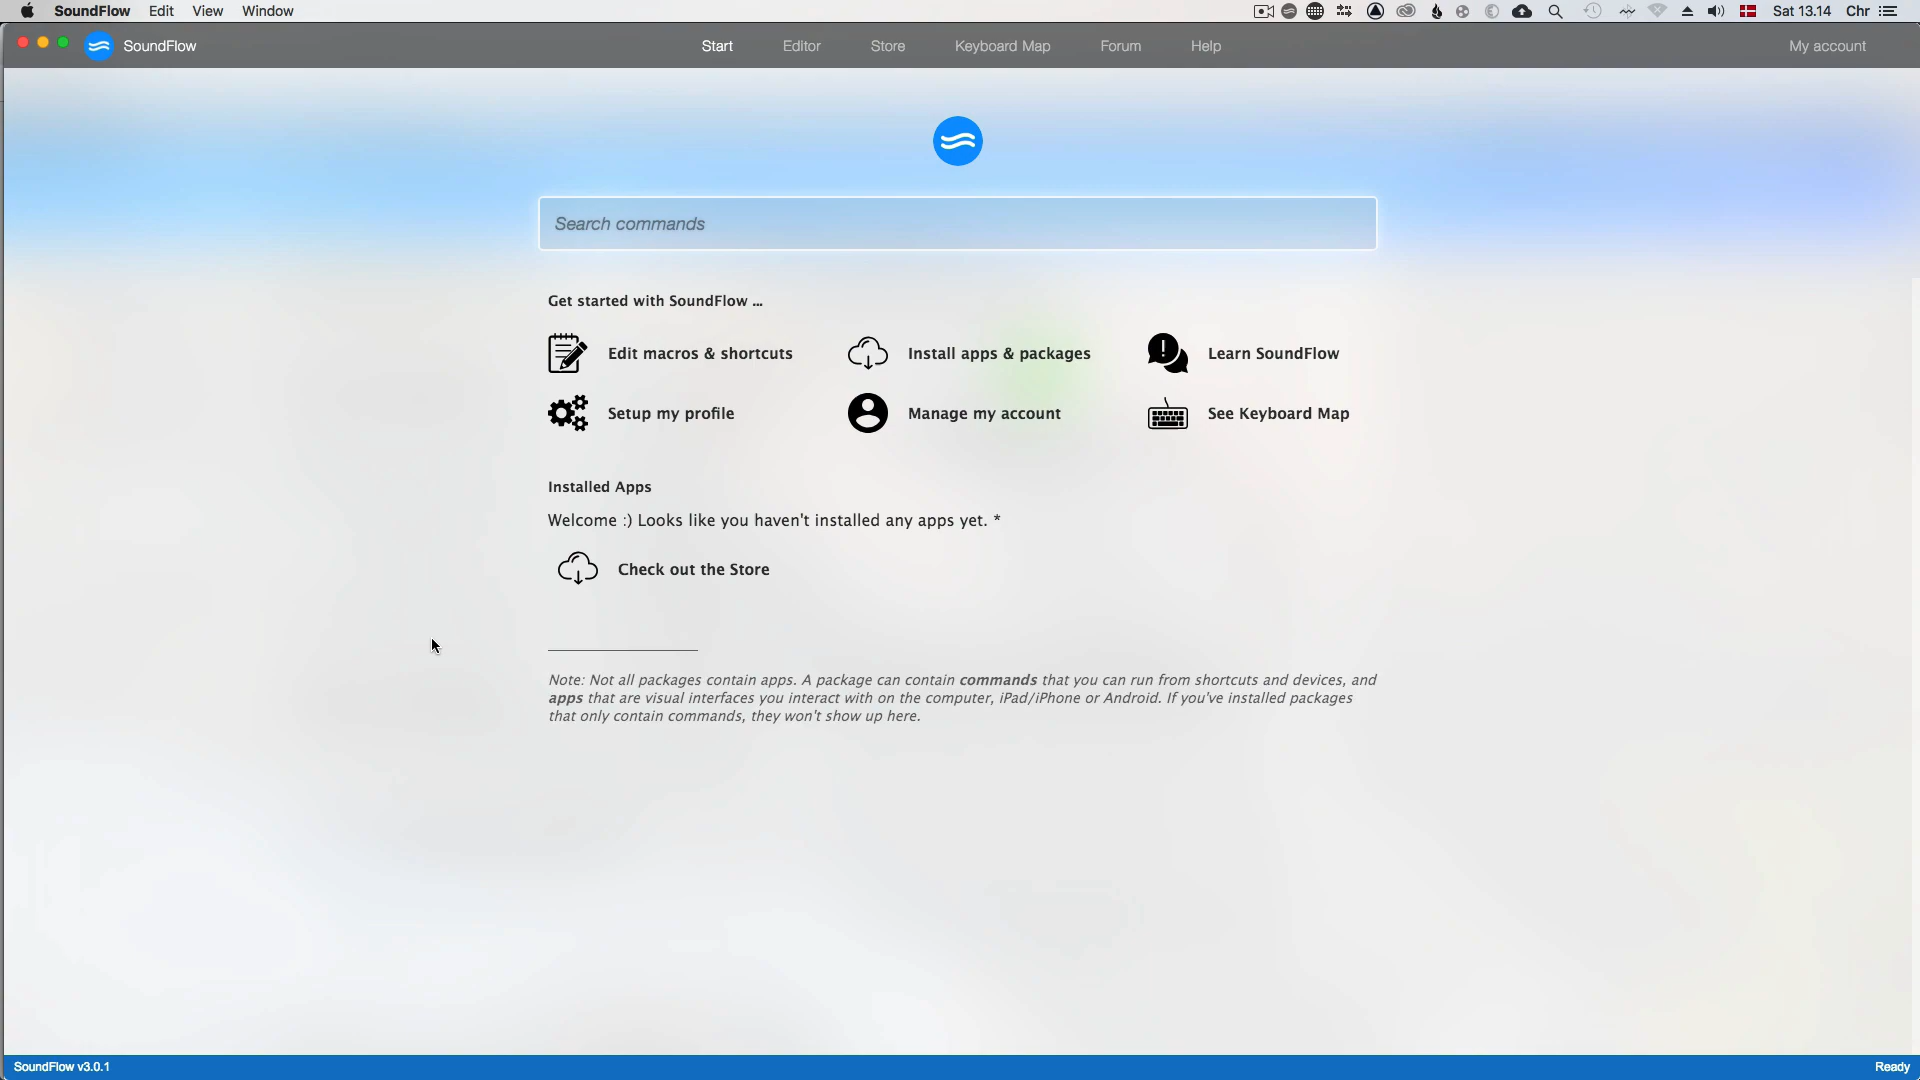 SoundFlow Edit View Window Sat 13.14 Chr
SoundFlow Start Editor Store Keyboard Map Forum Help My account
Search commands
Get started with SoundFlow ...
Edit macros & shortcuts Install apps & packages Learn SoundFlow
Setup my profile Manage my account See Keyboard Map
Installed Apps
Welcome :) Looks like you haven't installed any apps yet. *
Check out the Store
Note: Not all packages contain apps. A package can contain commands that you can run from shortcuts and devices, and
apps that are visual interfaces you interact with on the computer, iPad/iPhone or Android. If you've installed packages
that only contain commands, they won't show up here.
SoundFlow v3.0.1 Ready